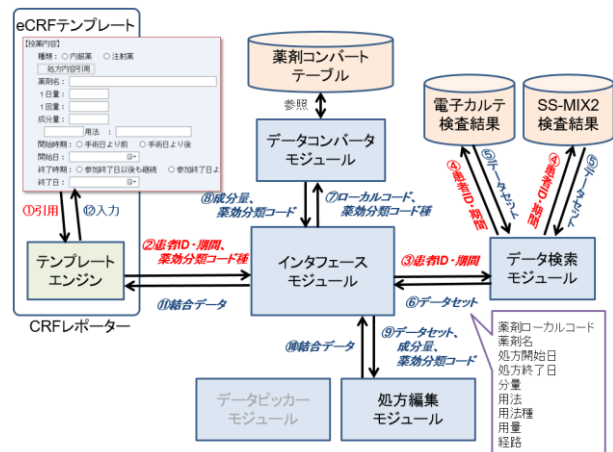 eCRFテンプレート
【投薬内容】
種類： ○内服薬 ○注射薬
処方内容引用
薬剤名：
1日量：
1回量：
成分量：
用法 ：
開始時期：○手術日より前 ○手術日より後
開始日：
終了時期：○参加終了日以後も継続 ○参加終了日よ
終了日：
①引用
⑫入力
テンプレート
エンジン
CRFレポーター
薬剤コンバート
テーブル
参照
データコンバータ
モジュール
⑧成分量、
薬効分類コード
⑦ローカルコード、
薬効分類コード種
②患者ID・期間、
薬効分類コード種
⑪結合データ
インタフェース
モジュール
③患者ID・期間
⑥データセット
電子カルテ
検査結果
SS-MIX2
検査結果
④患者ID・期間
⑤データセット
④患者ID・期間
⑤データセット
データ検索
モジュール
⑩結合データ
⑨データセット、
成分量、
薬効分類コード
データピッカー
モジュール
処方編集
モジュール
薬剤ローカルコード
薬剤名
処方開始日
処方終了日
分量
用法
用法種
用量
経路